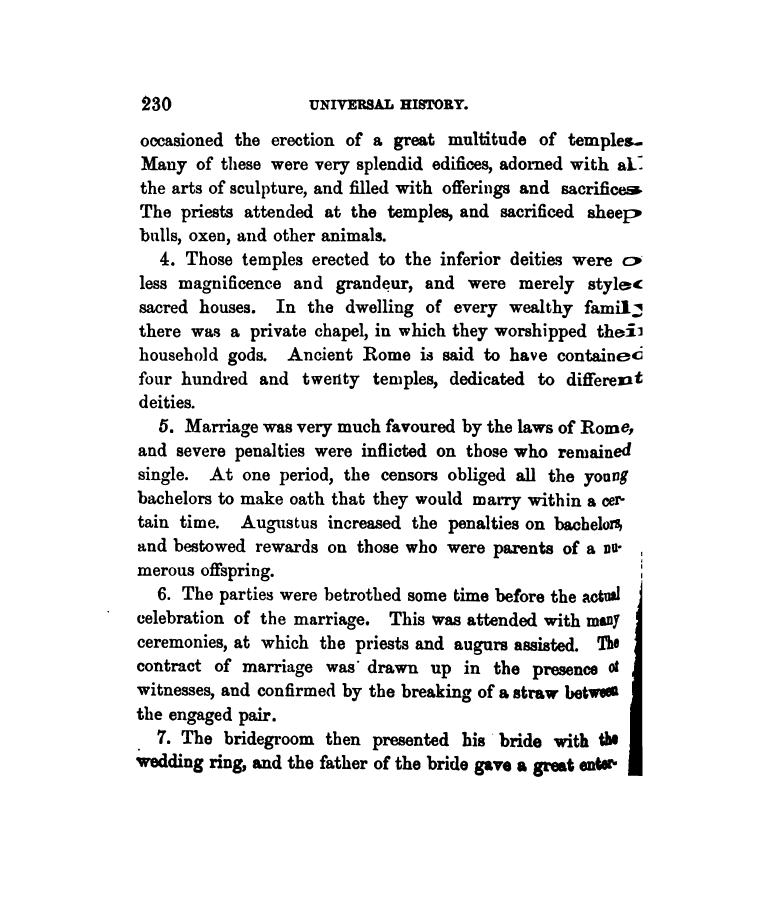 230 UNIVERSAL HISTORY.
occasioned the erection of a great multitude of temples.
Many of these were very splendid edifices, adorned with all
the arts of sculpture, and filled with offerings and sacrifices.
The priests attended at the temples, and sacrificed sheep
bulls, oxen, and other animals.
4. Those temples erected to the inferior deities were o
less magnificence and grandeur, and were merely styled
sacred houses. In the dwelling of every wealthy family
there was a private chapel, in which they worshipped their
household gods. Ancient Rome is said to have contained
four hundred and twenty temples, dedicated to different
deities.
5. Marriage was very much favoured by the laws of Rome,
and severe penalties were inflicted on those who remained
single. At one period, the censors obliged all the young
bachelors to make oath that they would marry within a cer-
tain time. Augustus increased the penalties on bachelors,
and bestowed rewards on those who were parents of a nu-
merous offspring.
6. The parties were betrothed some time before the actual
celebration of the marriage. This was attended with many
ceremonies, at which the priests and augurs assisted. The
contract of marriage was drawn up in the presence of
witnesses, and confirmed by the breaking of a straw between
the engaged pair.
7. The bridegroom then presented his bride with the
wedding ring, and the father of the bride gave a great enter-